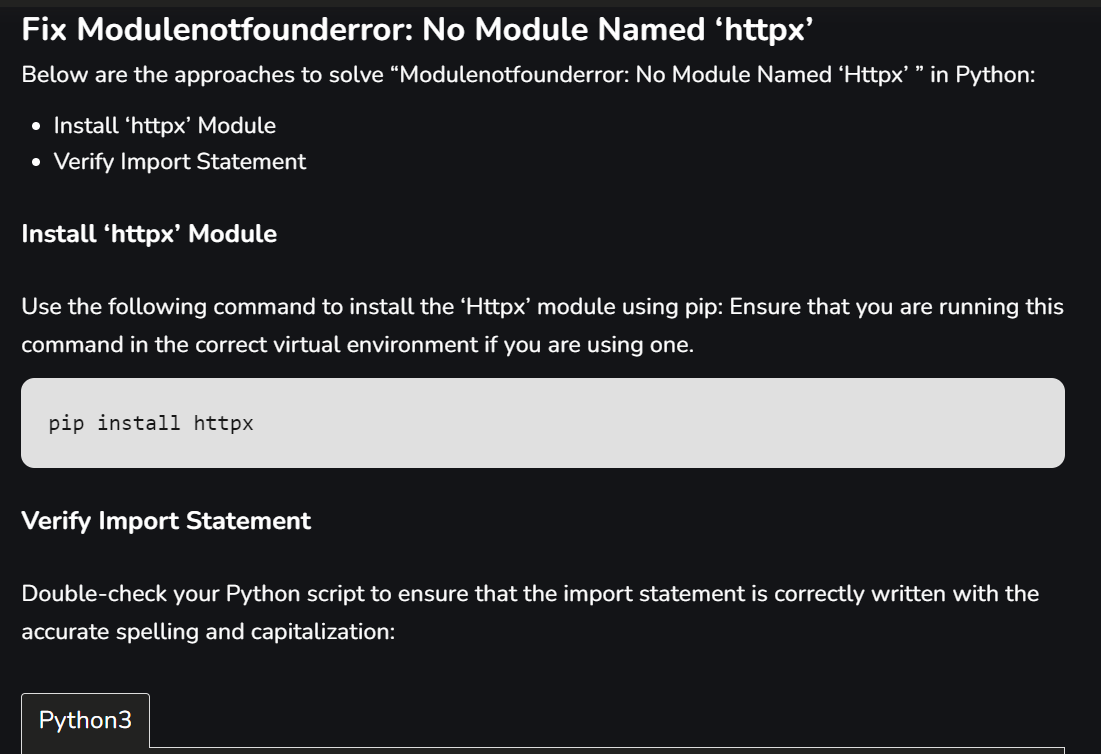 Fix Modulenotfounderror: No Module Named ‘httpx’
Below are the approaches to solve “Modulenotfounderror: No Module Named ‘Httpx’ ” in Python:
• Install ‘httpx’ Module
• Verify Import Statement
Install ‘httpx’ Module
Use the following command to install the ‘Httpx’ module using pip: Ensure that you are running this
command in the correct virtual environment if you are using one.
pip install httpx
Verify Import Statement
Double-check your Python script to ensure that the import statement is correctly written with the
accurate spelling and capitalization:
Python3